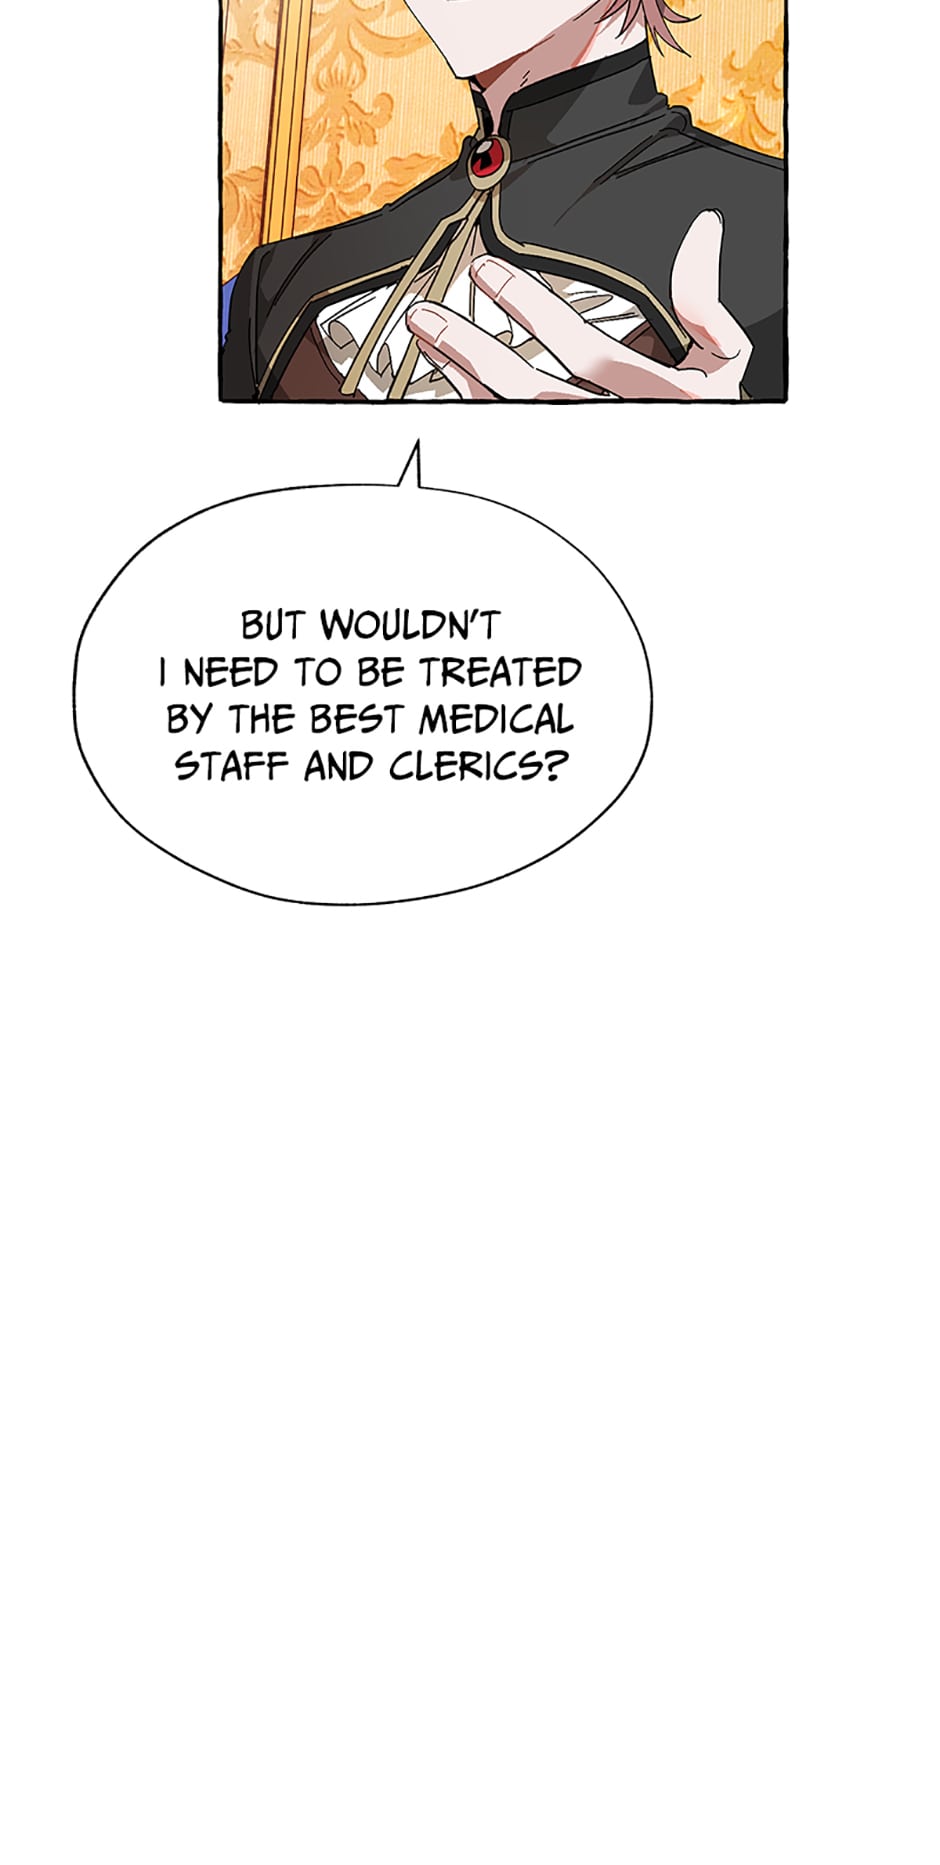 BUT WOULDN'T
I NEED TO BE TREATED
BY THE BEST MEDICAL
STAFF AND CLERICS?